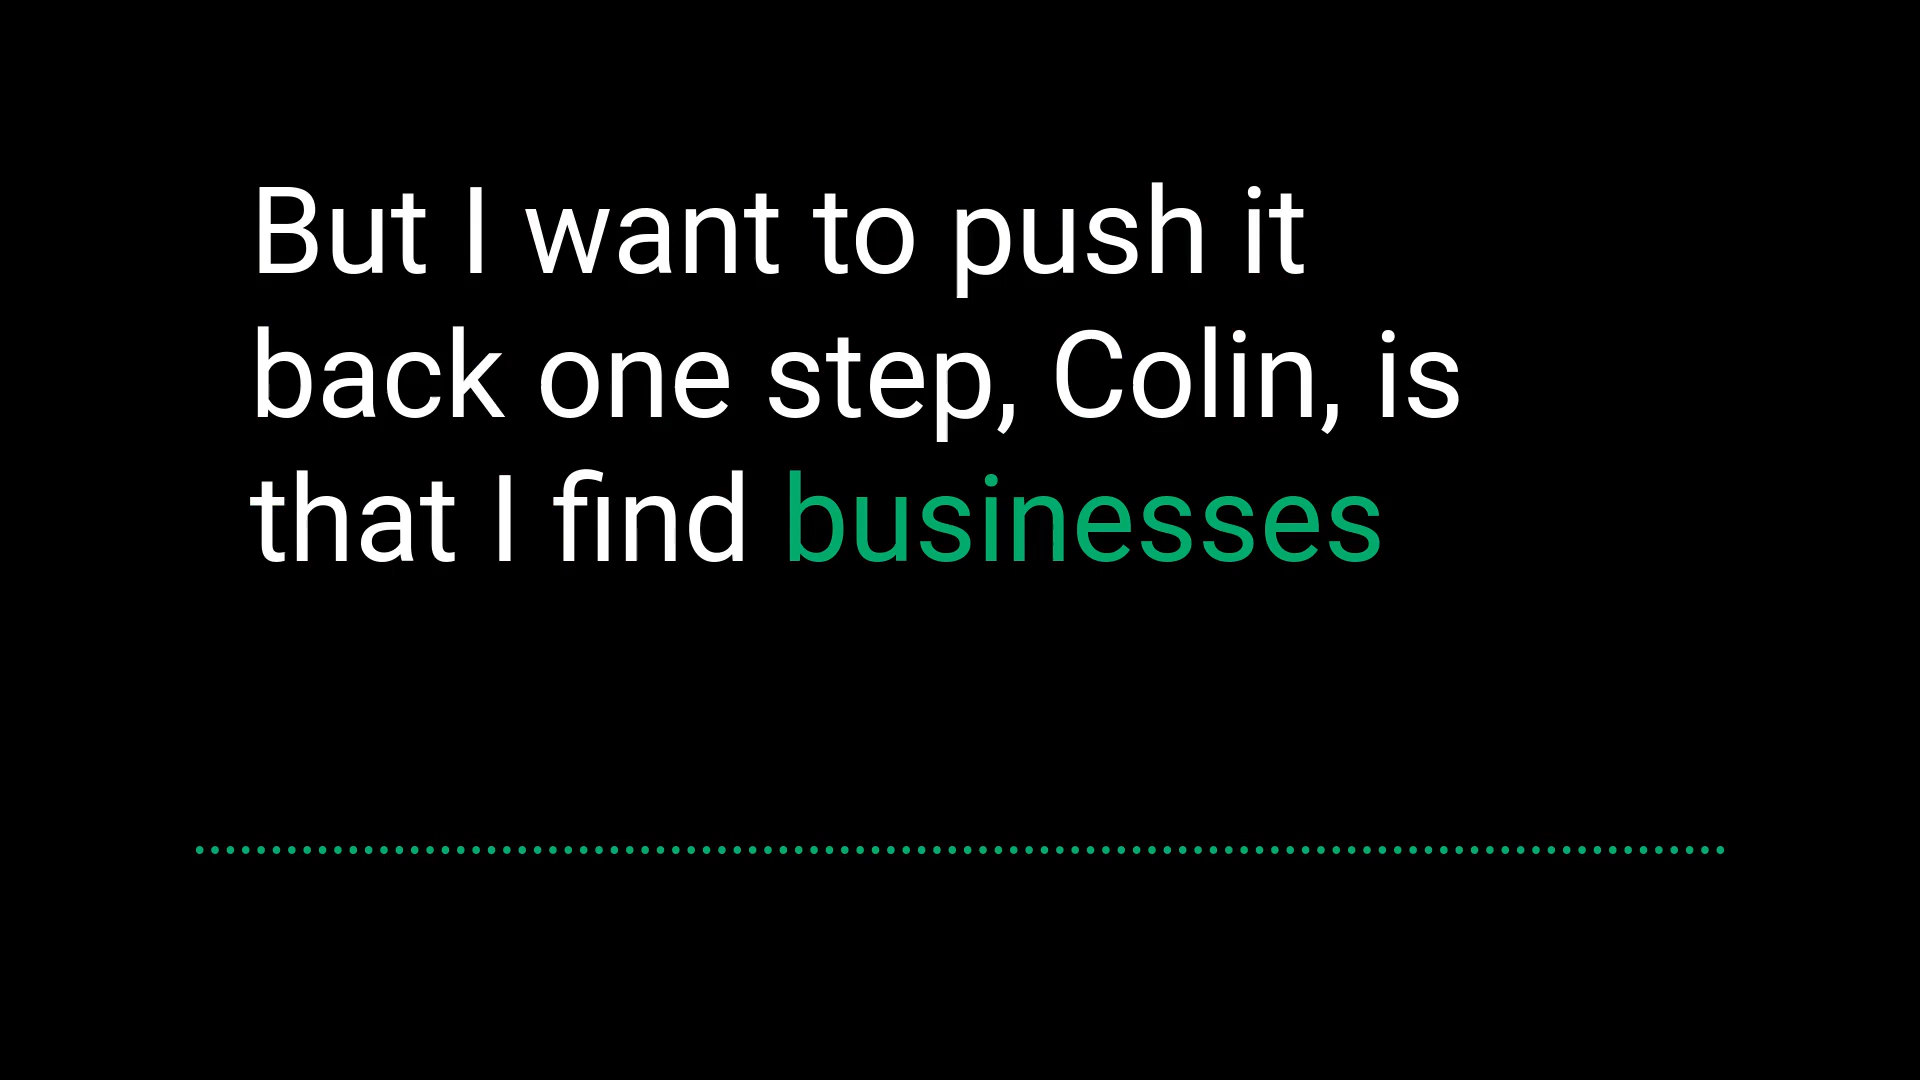 But I want to push it
back one step, Colin, is
that I find businesses